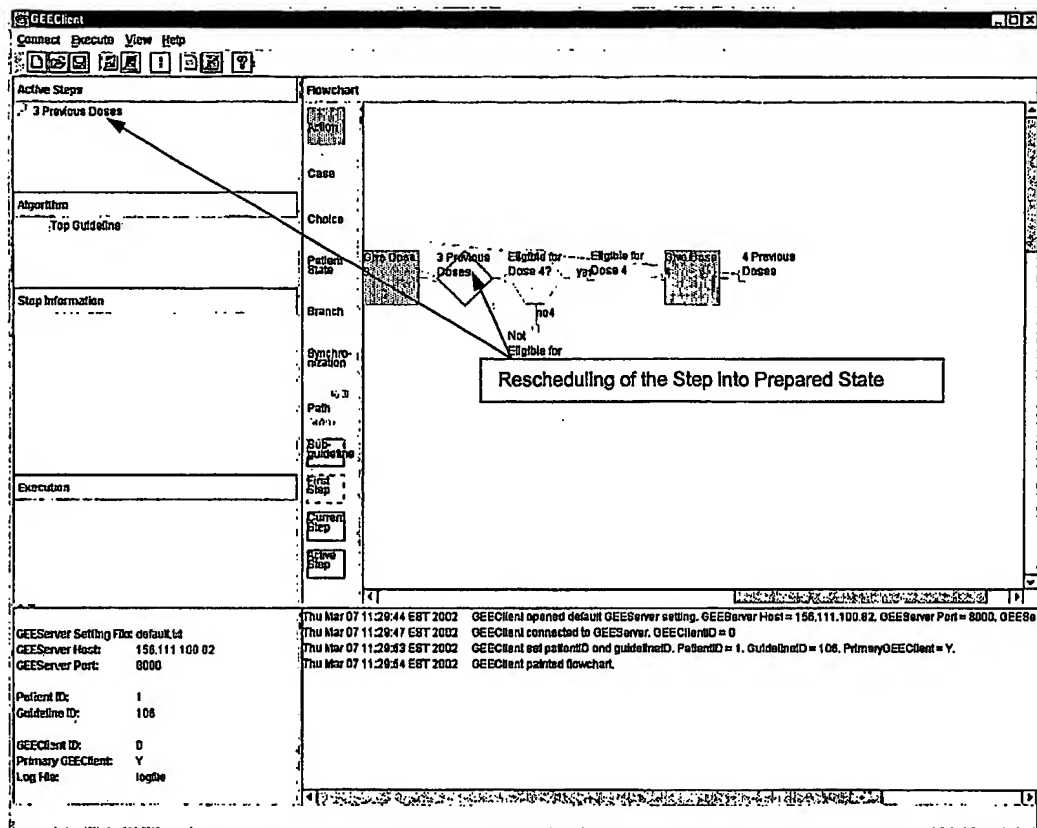 GEEClient
Connect Execute View Help
Active Steps
3 Previous Doses
Algorithm
Top Guideline
Step Information
Execution
Flowchart
Action
Case
Choice
Patient State
Branch
Synchro-
nization
Path
Sub-
guideline
First
Step
Current
Step
Active
Step
Give Dose
3 Previous
Doses
Eligible for
Dose 4?
yes
Eligible for
Dose 4
Give Dose
4 Previous
Doses
no4
Not
Eligible for
Rescheduling of the Step into Prepared State
GEEServer Setting File: default.txt
GEEServer Host: 156.111.100.82
GEEServer Port: 8000
Patient ID: 1
Guideline ID: 106
GEEClient ID: 0
Primary GEEClient: Y
Log File: logfile
Thu Mar 07 11:29:44 EST 2002 GEEClient opened default GEEServer setting. GEEServer Host = 156.111.100.82. GEEServer Port = 8000. GEESe
Thu Mar 07 11:29:47 EST 2002 GEEClient connected to GEEServer. GEEClientID = 0
Thu Mar 07 11:29:53 EST 2002 GEEClient set patientID and guidelineID. PatientID = 1. GuidelineID = 106. PrimaryGEEClient = Y.
Thu Mar 07 11:29:54 EST 2002 GEEClient painted flowchart.